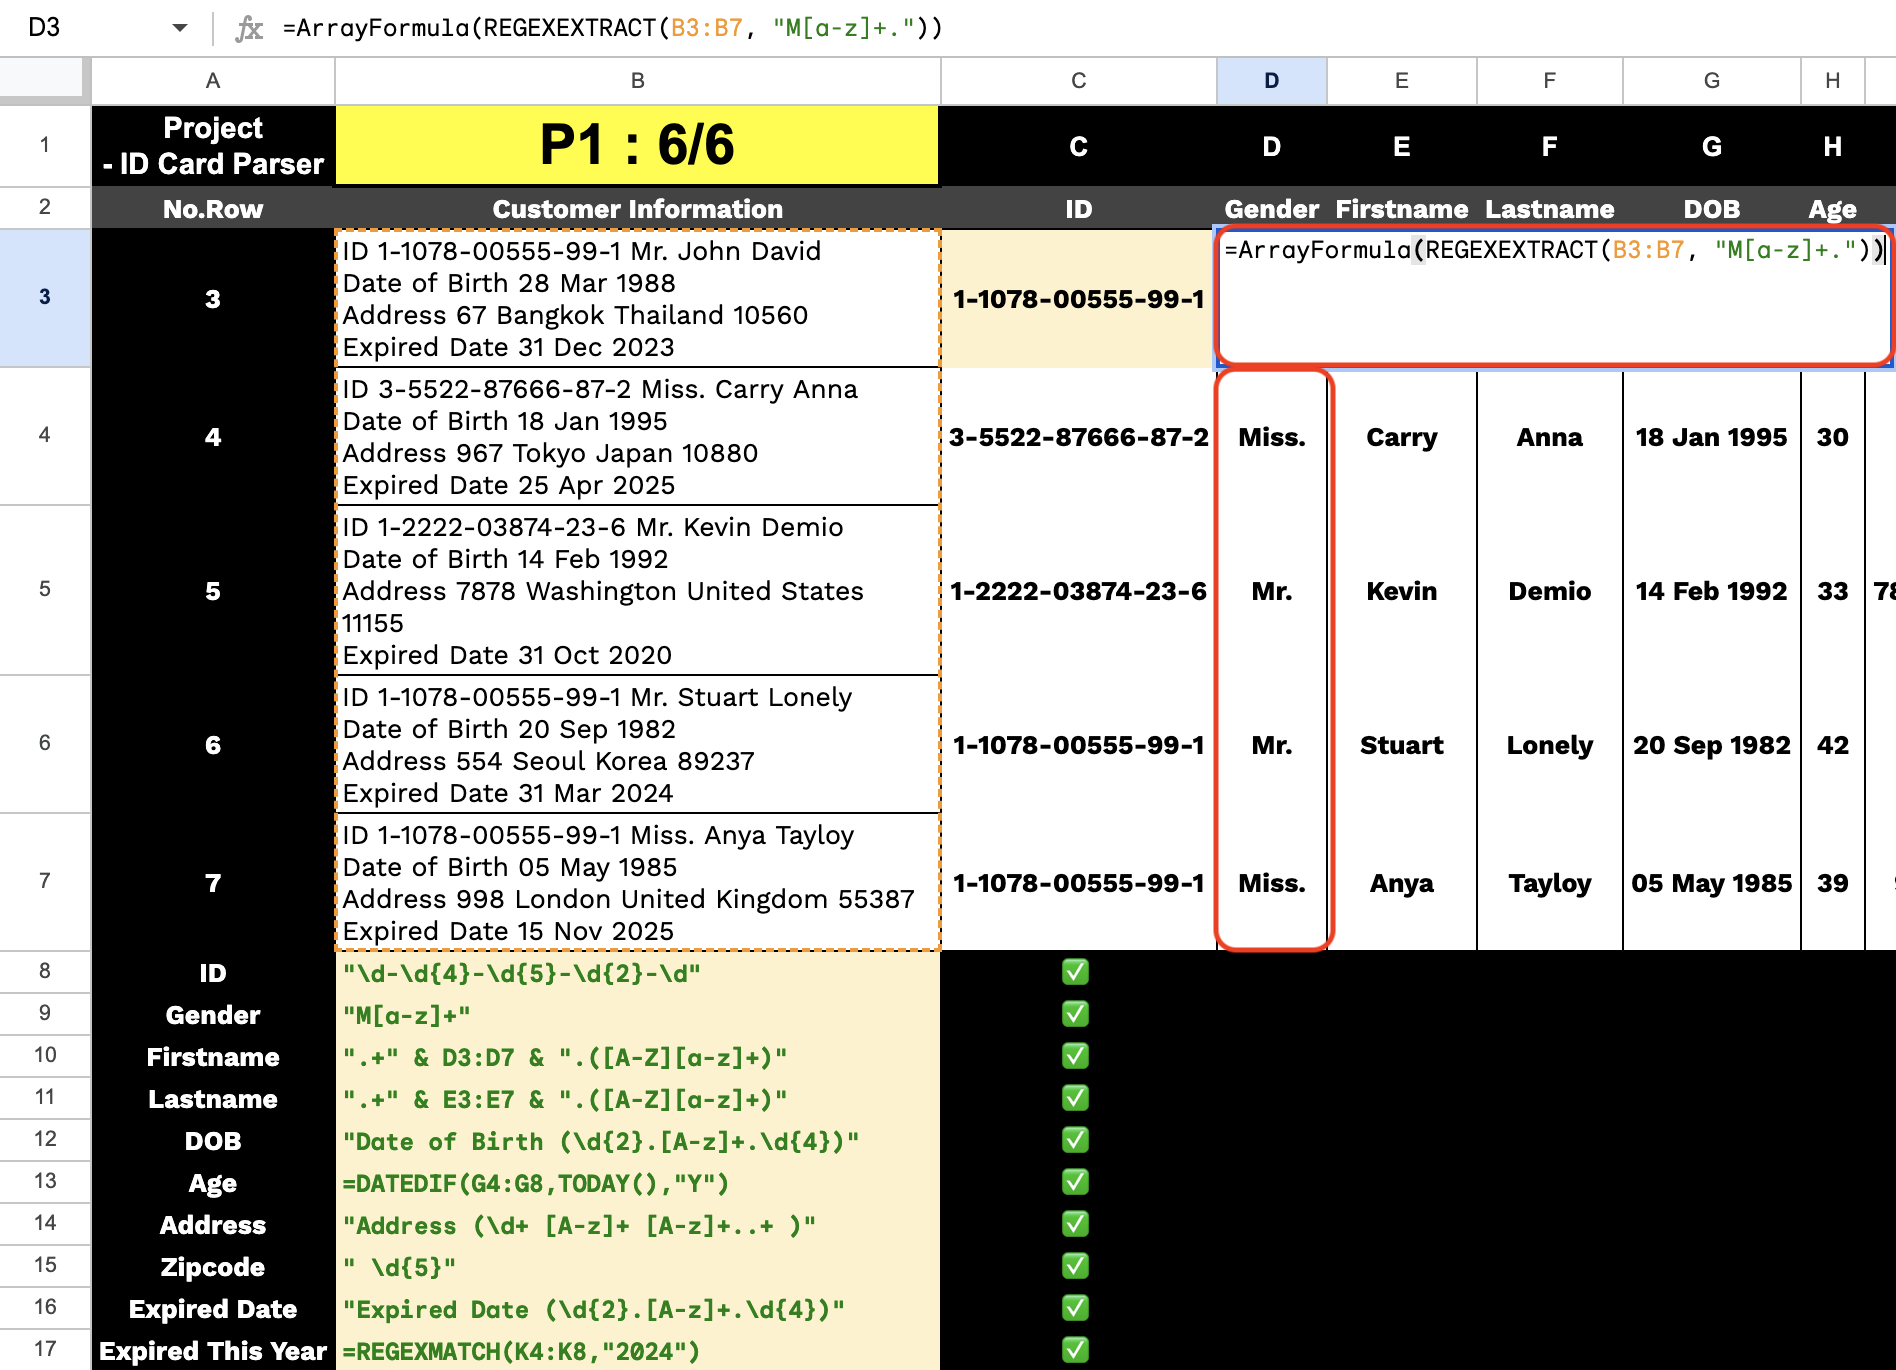 D3 fx =ArrayFormula(REGEXEXTRACT(B3:B7, "M[a-z]+."))
A B C D E F G H
1 Project
- ID Card Parser P1 : 6/6 C D E F G H
2 No.Row Customer Information ID Gender Firstname Lastname DOB Age
3 3 ID 1-1078-00555-99-1 Mr. John David
Date of Birth 28 Mar 1988
Address 67 Bangkok Thailand 10560
Expired Date 31 Dec 2023
1-1078-00555-99-1 =ArrayFormula(REGEXEXTRACT(B3:B7, "M[a-z]+."))
4 4 ID 3-5522-87666-87-2 Miss. Carry Anna
Date of Birth 18 Jan 1995
Address 967 Tokyo Japan 10880
Expired Date 25 Apr 2025
3-5522-87666-87-2 Miss. Carry Anna 18 Jan 1995 30
5 5 ID 1-2222-03874-23-6 Mr. Kevin Demio
Date of Birth 14 Feb 1992
Address 7878 Washington United States
11155
Expired Date 31 Oct 2020
1-2222-03874-23-6 Mr. Kevin Demio 14 Feb 1992 33
6 6 ID 1-1078-00555-99-1 Mr. Stuart Lonely
Date of Birth 20 Sep 1982
Address 554 Seoul Korea 89237
Expired Date 31 Mar 2024
1-1078-00555-99-1 Mr. Stuart Lonely 20 Sep 1982 42
7 7 ID 1-1078-00555-99-1 Miss. Anya Tayloy
Date of Birth 05 May 1985
Address 998 London United Kingdom 55387
Expired Date 15 Nov 2025
1-1078-00555-99-1 Miss. Anya Tayloy 05 May 1985 39
8 ID "\d-\d{4}-\d{5}-\d{2}-\d" ✅
9 Gender "M[a-z]+" ✅
10 Firstname ".+" & D3:D7 & ".([A-Z][a-z]+)" ✅
11 Lastname ".+" & E3:E7 & ".([A-Z][a-z]+)" ✅
12 DOB "Date of Birth (\d{2}.[A-z]+.\d{4})" ✅
13 Age =DATEDIF(G4:G8,TODAY(),"Y") ✅
14 Address "Address (\d+ [A-z]+ [A-z]+..+ )" ✅
15 Zipcode " \d{5}" ✅
16 Expired Date "Expired Date (\d{2}.[A-z]+.\d{4})" ✅
17 Expired This Year =REGEXMATCH(K4:K8,"2024") ✅